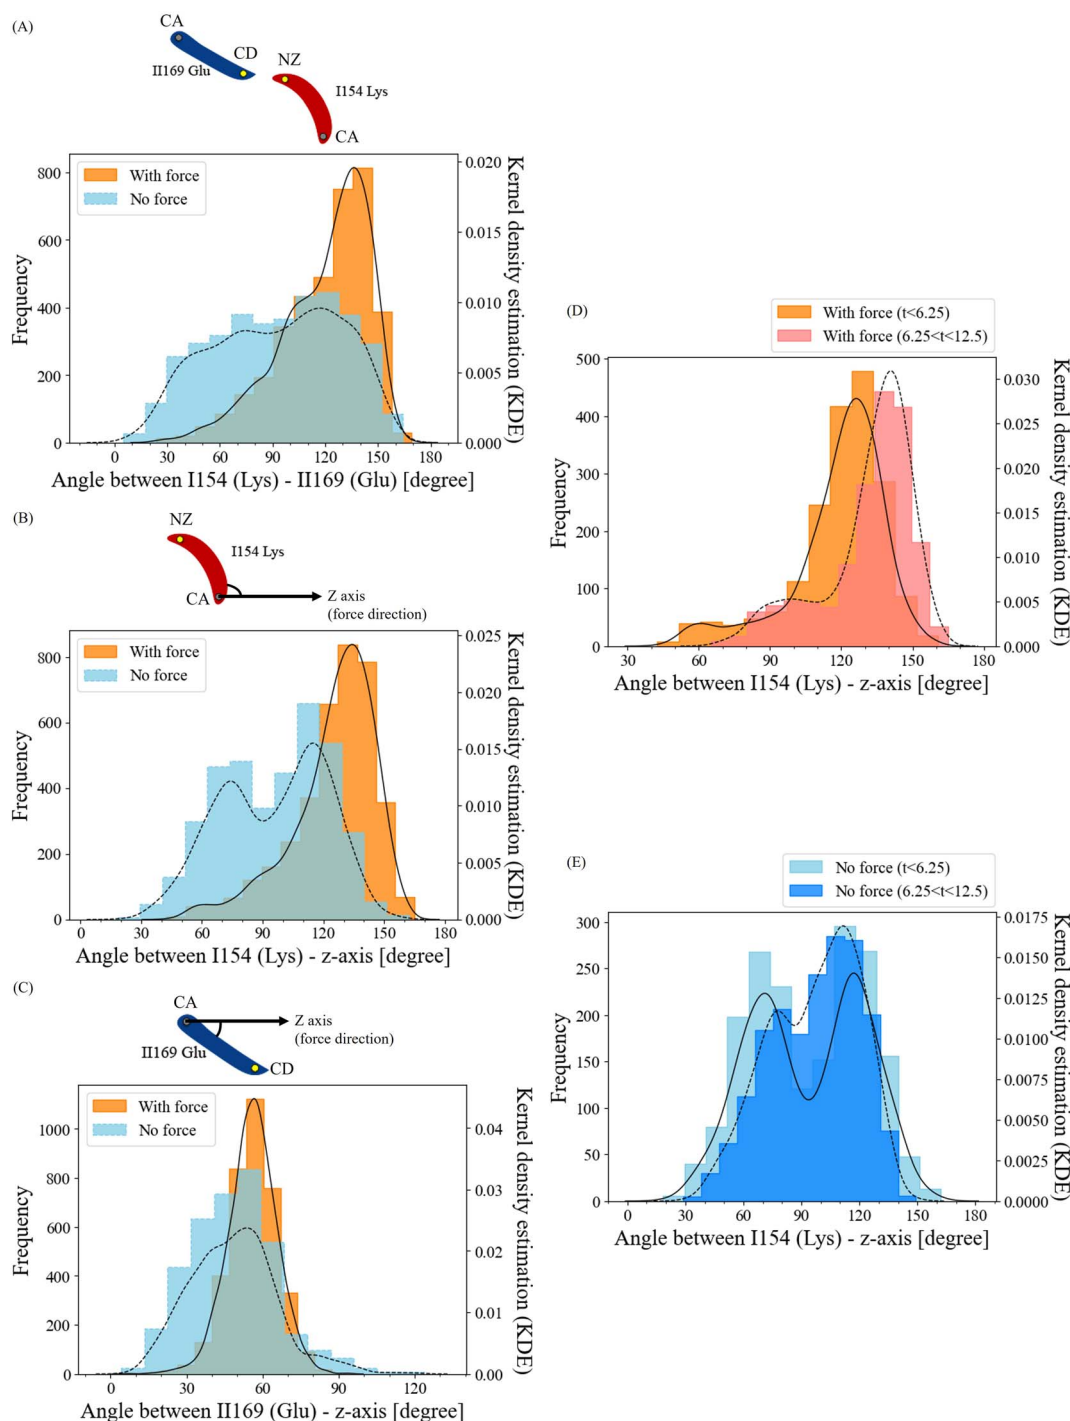 (A)
CA
CD
NZ
II169 Glu
I154 Lys
CA
With force
No force
800
600
400
200
0
0.020
0.015
0.010
0.005
0.000
0
30
60
90
120
150
180
Frequency
Kernel density estimation (KDE)
Angle between I154 (Lys) - II169 (Glu) [degree]
(B)
NZ
I154 Lys
CA
Z axis
(force direction)
With force
No force
800
600
400
200
0
0.025
0.020
0.015
0.010
0.005
0.000
0
30
60
90
120
150
180
Frequency
Kernel density estimation (KDE)
Angle between I154 (Lys) - z-axis [degree]
(C)
CA
Z axis
(force direction)
II169 Glu
CD
With force
No force
1000
800
600
400
200
0
0.04
0.03
0.02
0.01
0.00
0
30
60
90
120
Frequency
Kernel density estimation (KDE)
Angle between II169 (Glu) - z-axis [degree]
(D)
With force (t<6.25)
With force (6.25<t<12.5)
500
400
300
200
100
0
0.030
0.025
0.020
0.015
0.010
0.005
0.000
30
60
90
120
150
180
Frequency
Kernel density estimation (KDE)
Angle between I154 (Lys) - z-axis [degree]
(E)
No force (t<6.25)
No force (6.25<t<12.5)
300
250
200
150
100
50
0
0.0175
0.0150
0.0125
0.0100
0.0075
0.0050
0.0025
0.0000
0
30
60
90
120
150
180
Frequency
Kernel density estimation (KDE)
Angle between I154 (Lys) - z-axis [degree]